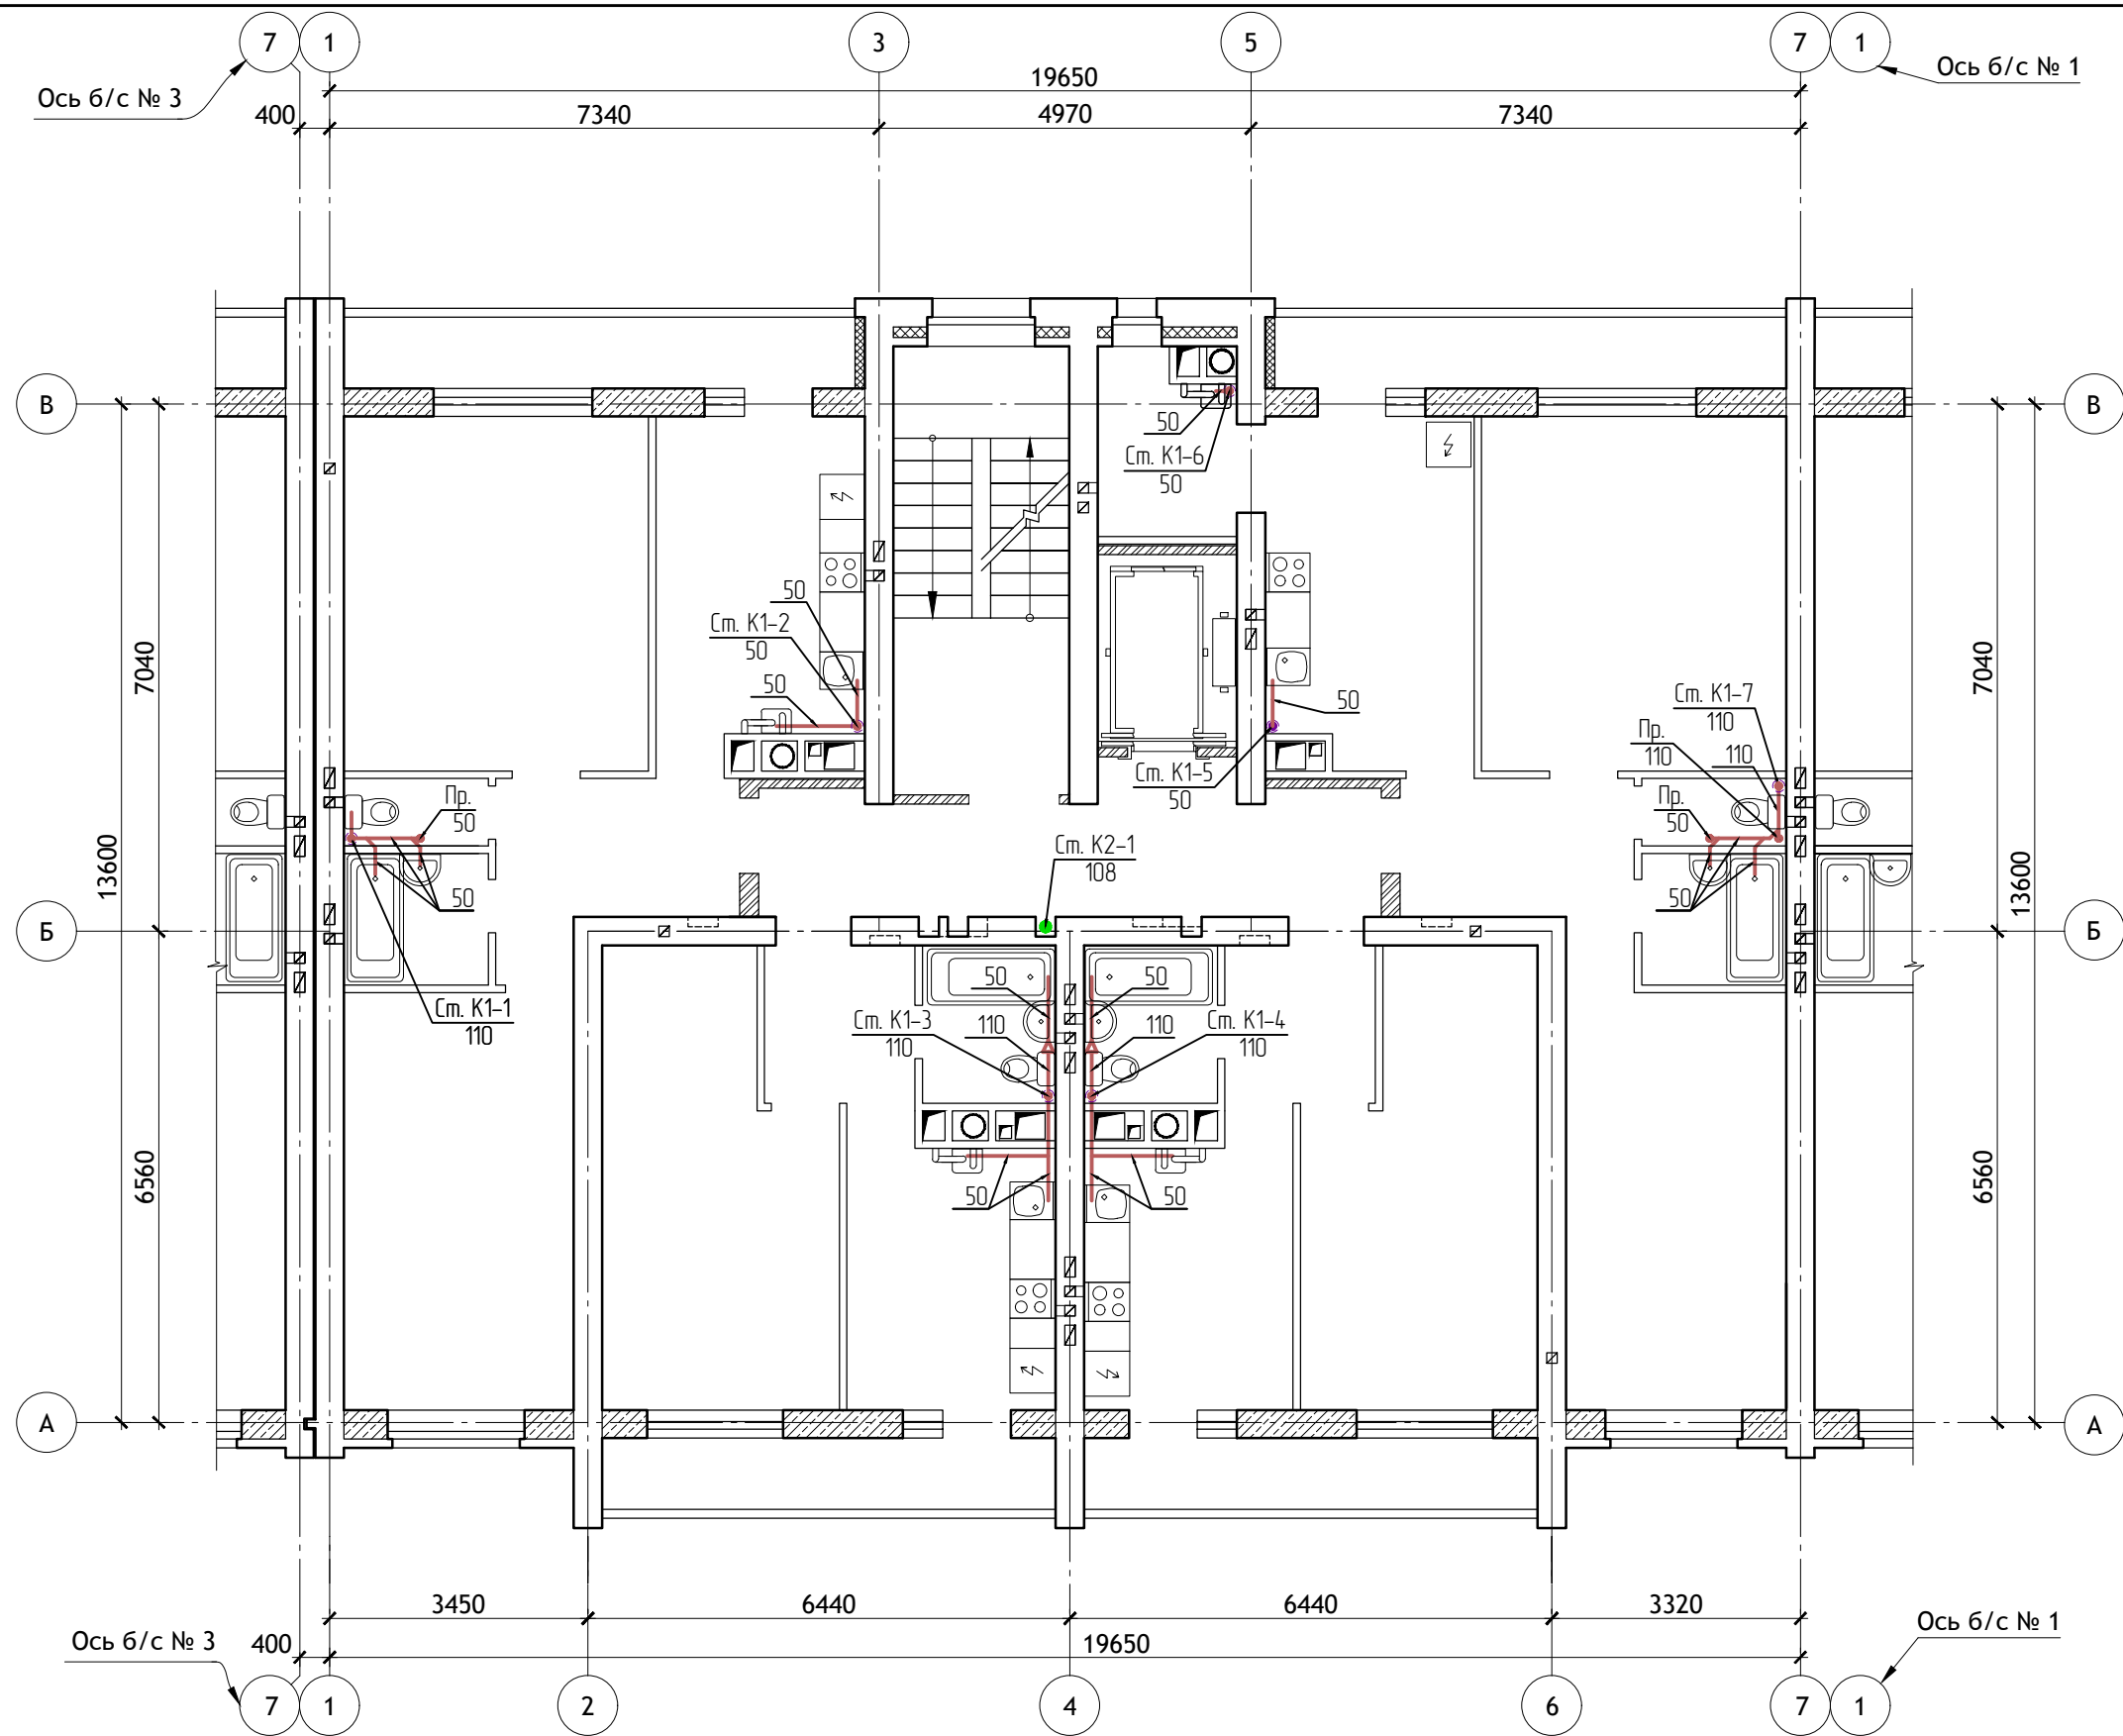 7 1 3 5 7 1
Ось б/с № 3
19650
Ось б/с № 1
400 7340 4970 7340
В В
50
Ст. К1-6
50
50
Ст. К1-2
50
50
7040 7040
50
Ст. К1-7
110
Пр.
110
110
Ст. К1-5
50
Пр.
50
Пр.
50
13600 13600
Ст. К2-1
108
50
50
Б Б
Ст. К1-1
110
50
50
Ст. К1-3
110
110
110
Ст. К1-4
110
6560 6560
50
50
А А
3450 6440 6440 3320
Ось б/с № 3
400 19650
Ось б/с № 1
7 1 2 4 6 7 1